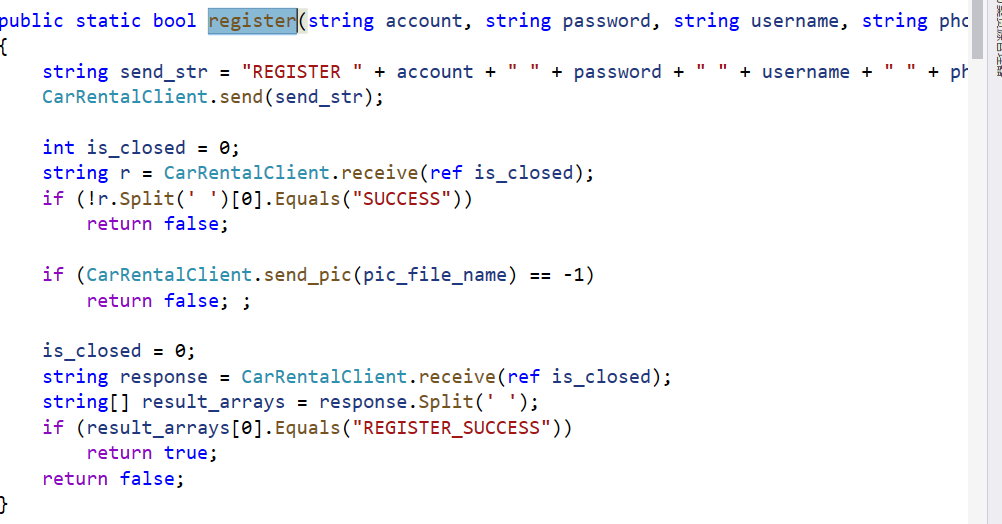 public static bool register(string account, string password, string username, string pho
{
string send_str = "REGISTER " + account + " " + password + " " + username + " " + ph
CarRentalClient.send(send_str);
int is_closed = 0;
string r = CarRentalClient.receive(ref is_closed);
if (!r.Split(' ')[0].Equals("SUCCESS"))
return false;
if (CarRentalClient.send_pic(pic_file_name) == -1)
return false; ;
is_closed = 0;
string response = CarRentalClient.receive(ref is_closed);
string[] result_arrays = response.Split(' ');
if (result_arrays[0].Equals("REGISTER_SUCCESS"))
return true;
return false;
}